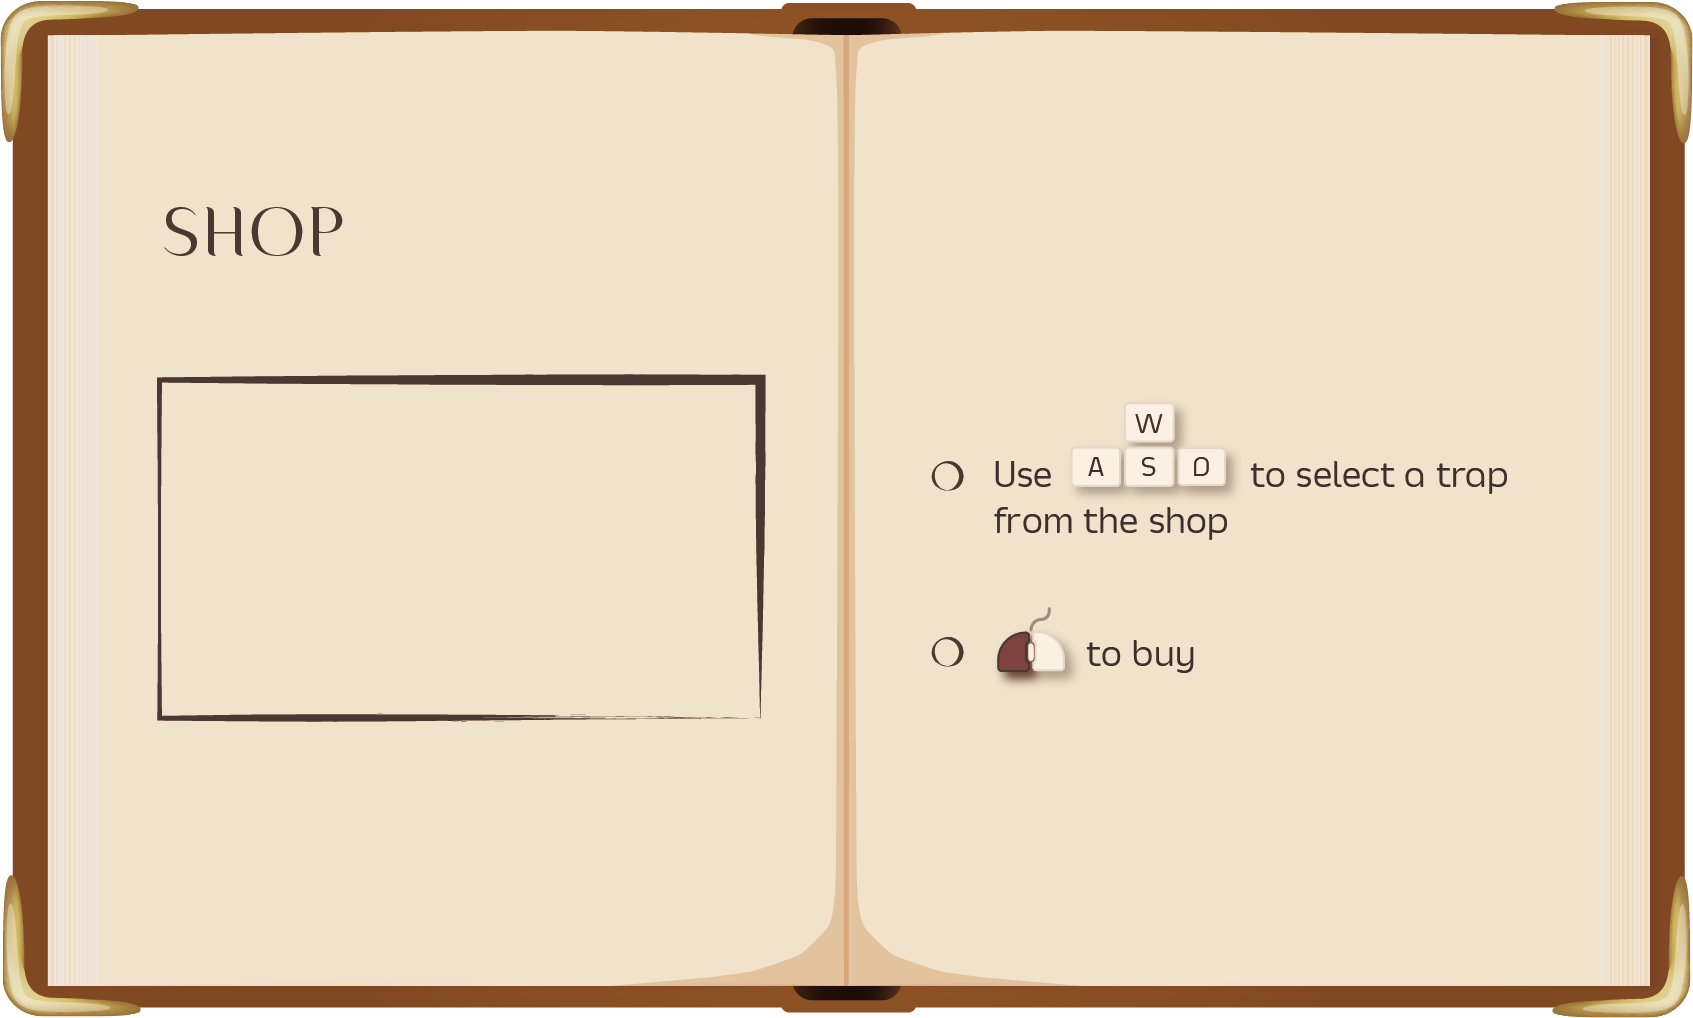 SHOP
W
Use A S D to select a trap
from the shop
to buy